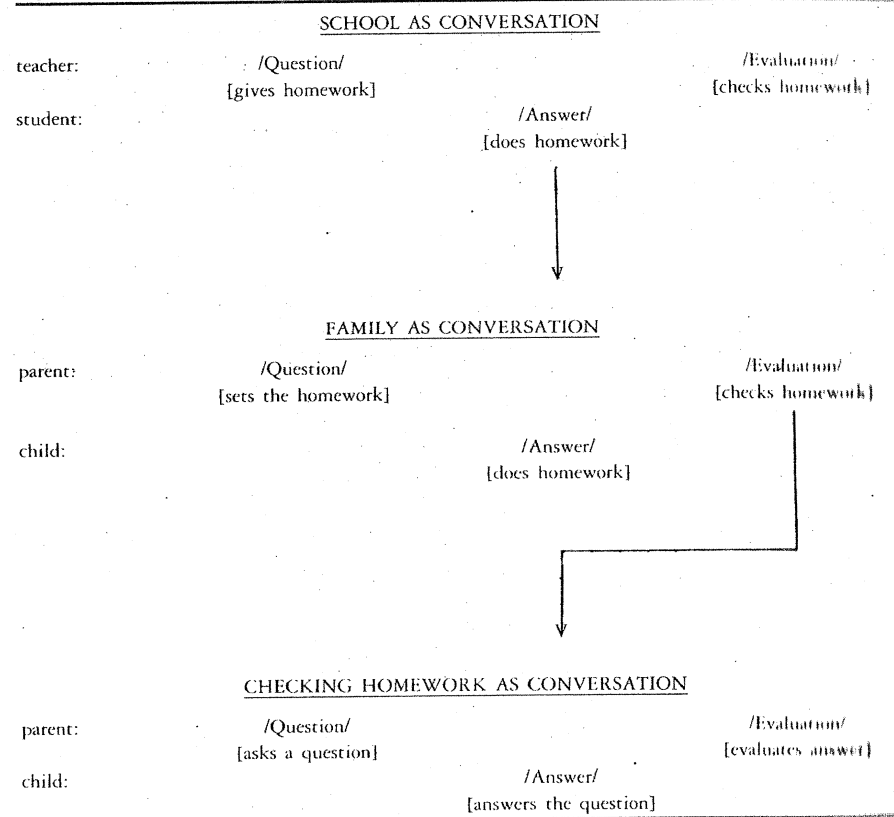 SCHOOL AS CONVERSATION
teacher: /Question/ /Evaluation/
[gives homework] [checks homework]
student: /Answer/
[does homework]
FAMILY AS CONVERSATION
parent: /Question/ /Evaluation/
[sets the homework] [checks homework]
child: /Answer/
[does homework]
CHECKING HOMEWORK AS CONVERSATION
parent: /Question/ /Evaluation/
[asks a question] [evaluates answer]
child: /Answer/
[answers the question]